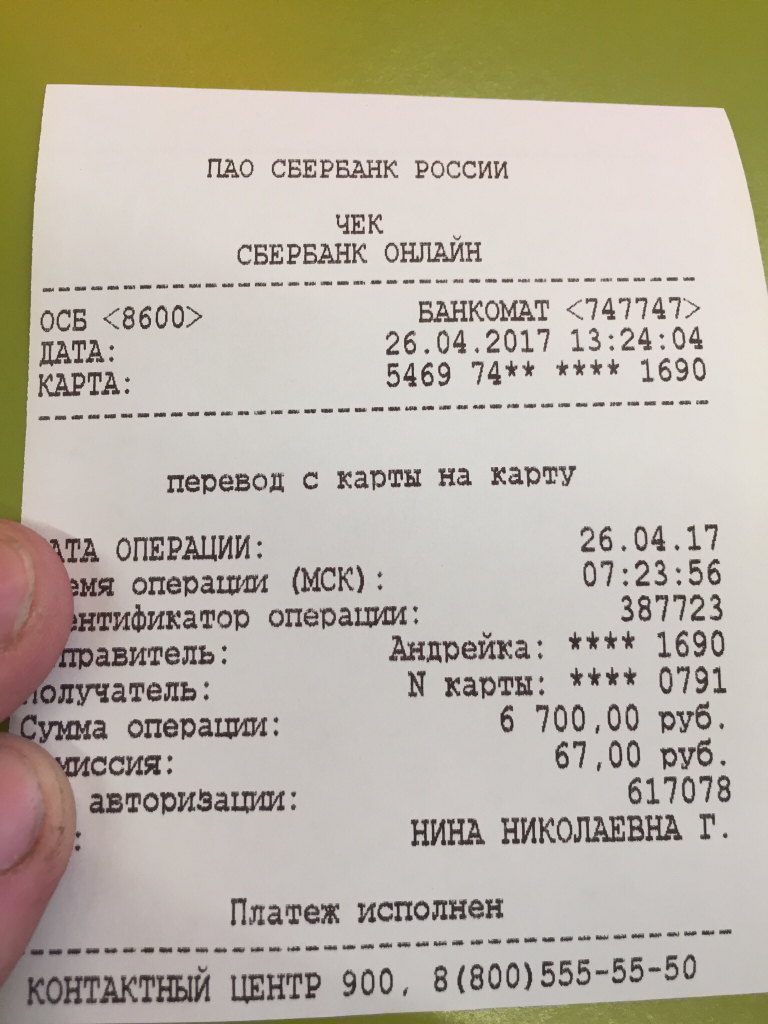 ПАО СБЕРБАНК РОССИИ
ЧЕК
СБЕРБАНК ОНЛАЙН
ОСБ <8600> БАНКОМАТ <747747>
ДАТА: 26.04.2017 13:24:04
КАРТА: 5469 74** **** 1690
перевод с карты на карту
АТА ОПЕРАЦИИ: 26.04.17
емя операции (МСК): 07:23:56
ентификатор операции: 387723
правитель: Андрейка: **** 1690
олучатель: N карты: **** 0791
Сумма операции: 6 700,00 руб.
миссия: 67,00 руб.
авторизации: 617078
: НИНА НИКОЛАЕВНА Г.
Платеж исполнен
КОНТАКТНЫЙ ЦЕНТР 900, 8(800)555-55-50